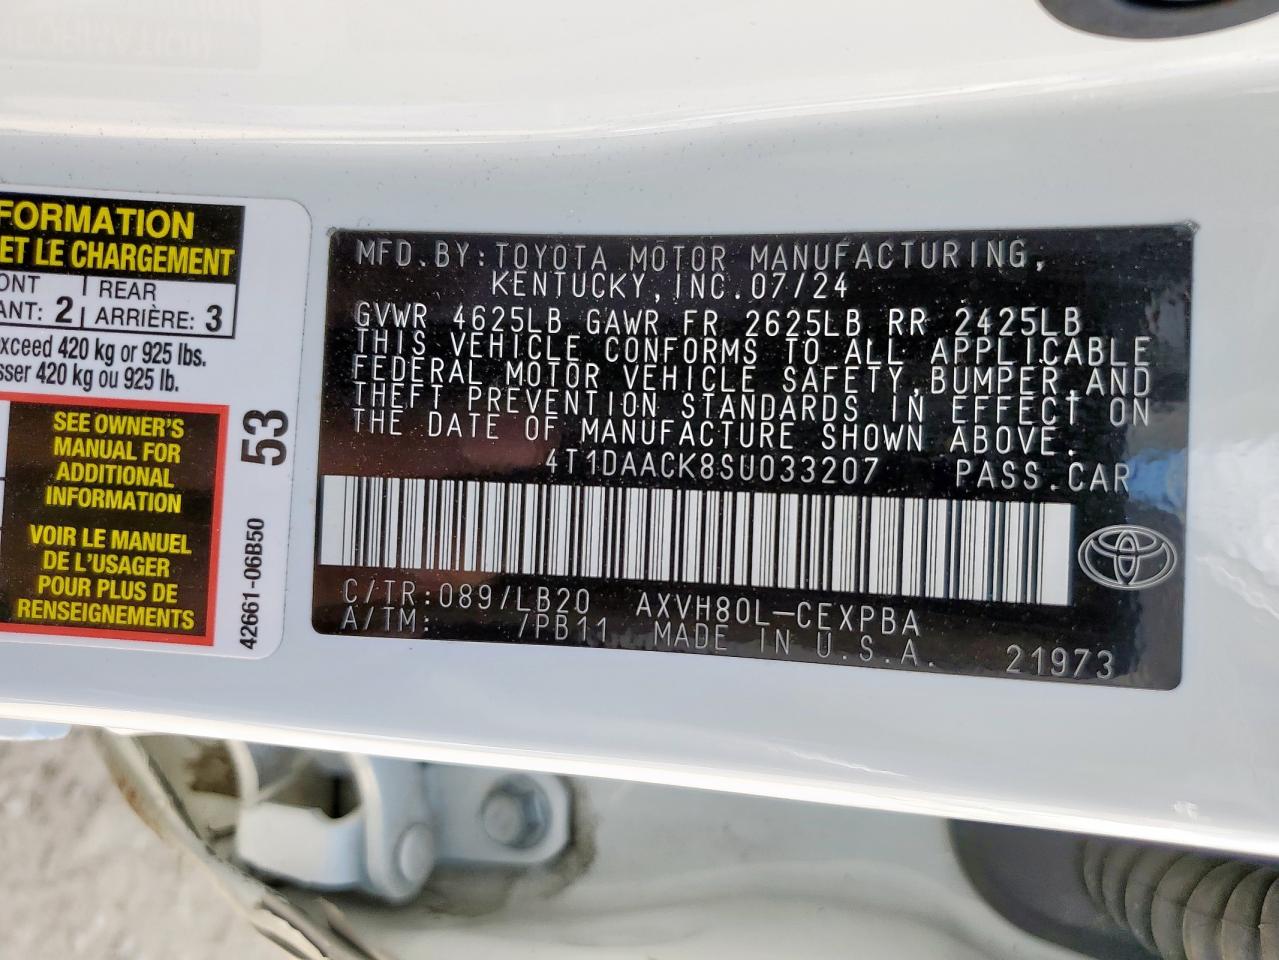 FORMATION
ET LE CHARGEMENT
ONT REAR
ANT: 2 ARRIÈRE: 3
exceed 420 kg or 925 lbs.
sser 420 kg ou 925 lb.
SEE OWNER'S
MANUAL FOR
ADDITIONAL
INFORMATION
VOIR LE MANUEL
DE L'USAGER
POUR PLUS DE
RENSEIGNEMENTS
53
42661-06B50
MFD.BY:TOYOTA MOTOR MANUFACTURING,
KENTUCKY,INC.07/24
GVWR 4625LB GAWR FR 2625LB RR 2425LB
THIS VEHICLE CONFORMS TO ALL APPLICABLE
FEDERAL MOTOR VEHICLE SAFETY,BUMPER,AND
THEFT PREVENTION STANDARDS IN EFFECT ON
THE DATE OF MANUFACTURE SHOWN ABOVE.
4T1DAACK8SU033207 PASS.CAR
C/TR:089/LB20 AXVH80L-CEXPBA
A/TM: /PB11 MADE IN U.S.A. 21973